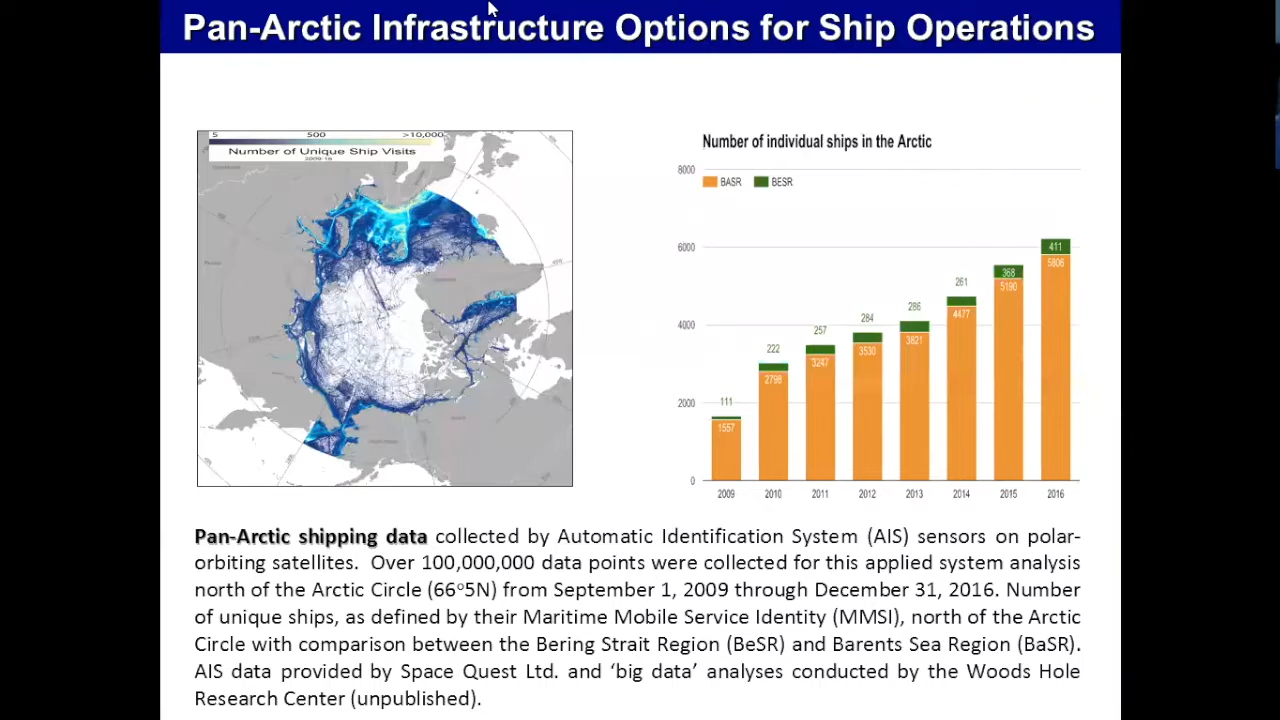 Pan-Arctic Infrastructure Options for Ship Operations
5 500 >10,000
Number of Unique Ship Visits
2009-16
Number of individual ships in the Arctic
8000
BASR BESR
6000
4000
2000
0
111 222 257 284 286 261 368 411
1557 2798 3247 3530 3821 4477 5190 5806
2009 2010 2011 2012 2013 2014 2015 2016
Pan-Arctic shipping data collected by Automatic Identification System (AIS) sensors on polar-
orbiting satellites. Over 100,000,000 data points were collected for this applied system analysis
north of the Arctic Circle (66°5N) from September 1, 2009 through December 31, 2016. Number
of unique ships, as defined by their Maritime Mobile Service Identity (MMSI), north of the Arctic
Circle with comparison between the Bering Strait Region (BeSR) and Barents Sea Region (BaSR).
AIS data provided by Space Quest Ltd. and ‘big data’ analyses conducted by the Woods Hole
Research Center (unpublished).